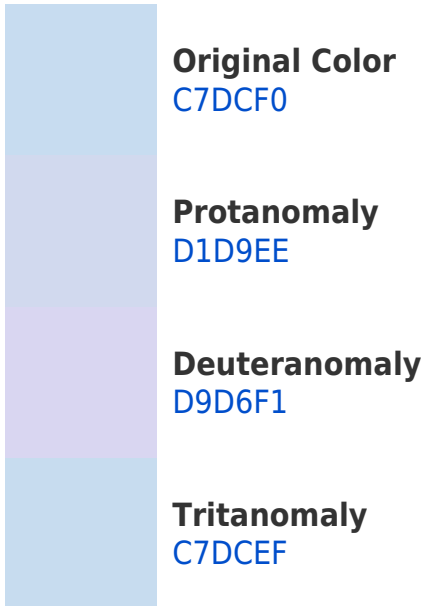 Original Color
C7DCF0
Protanomaly
D1D9EE
Deuteranomaly
D9D6F1
Tritanomaly
C7DCEF